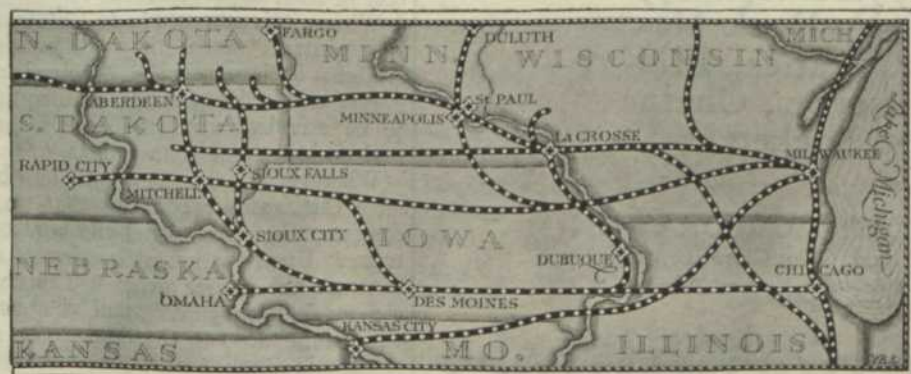 N. DAKOTA
FARGO
MINN.
DULUTH
WISCONSIN
MICH.
ABERDEEN
ST. PAUL
MINNEAPOLIS
S. DAKOTA
LA CROSSE
Lake Michigan
MILWAUKEE
RAPID CITY
SIOUX FALLS
MITCHELL
SIOUX CITY
IOWA
DUBUQUE
NEBRASKA
CHICAGO
OMAHA
DES MOINES
KANSAS CITY
KANSAS
MO.
ILLINOIS